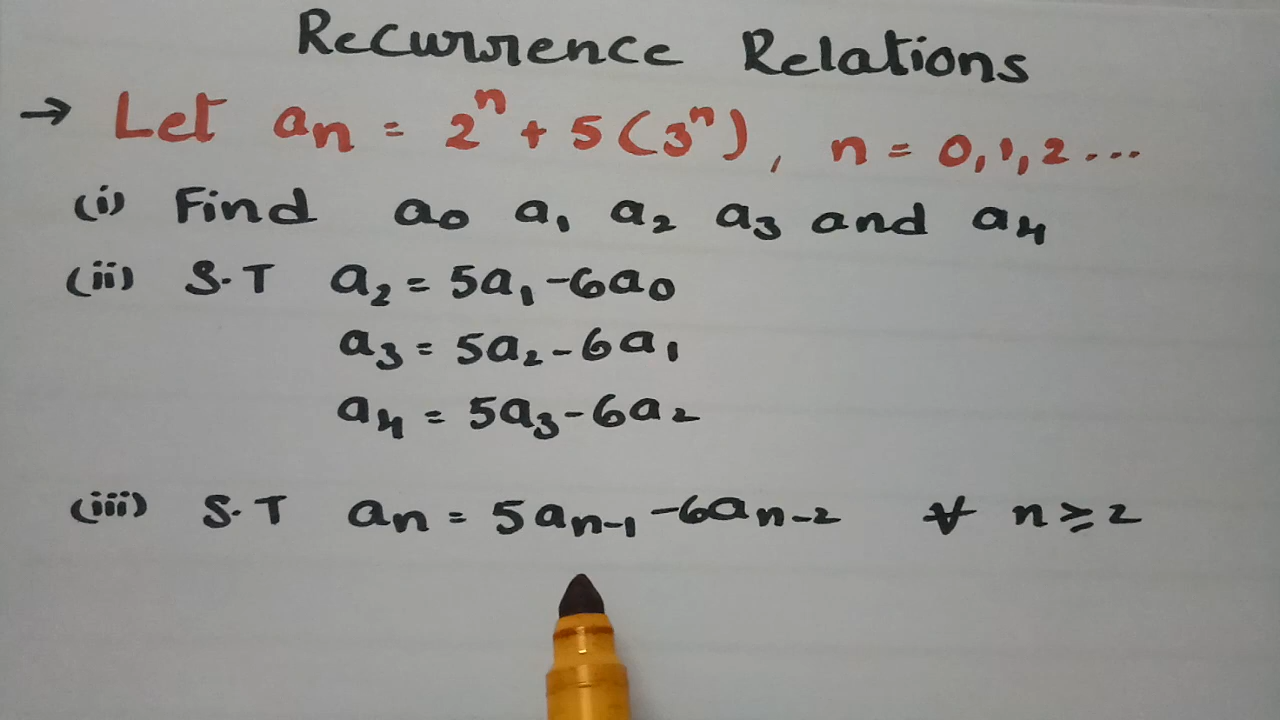 Recurrence Relations
→ Let aₙ = 2ⁿ + 5(3ⁿ), n = 0, 1, 2 ...
(i) Find a₀ a₁ a₂ a₃ and a₄
(ii) S.T a₂ = 5a₁ - 6a₀
a₃ = 5a₂ - 6a₁
a₄ = 5a₃ - 6a₂
(iii) S.T aₙ = 5aₙ₋₁ - 6aₙ₋₂ ∀ n ≥ 2